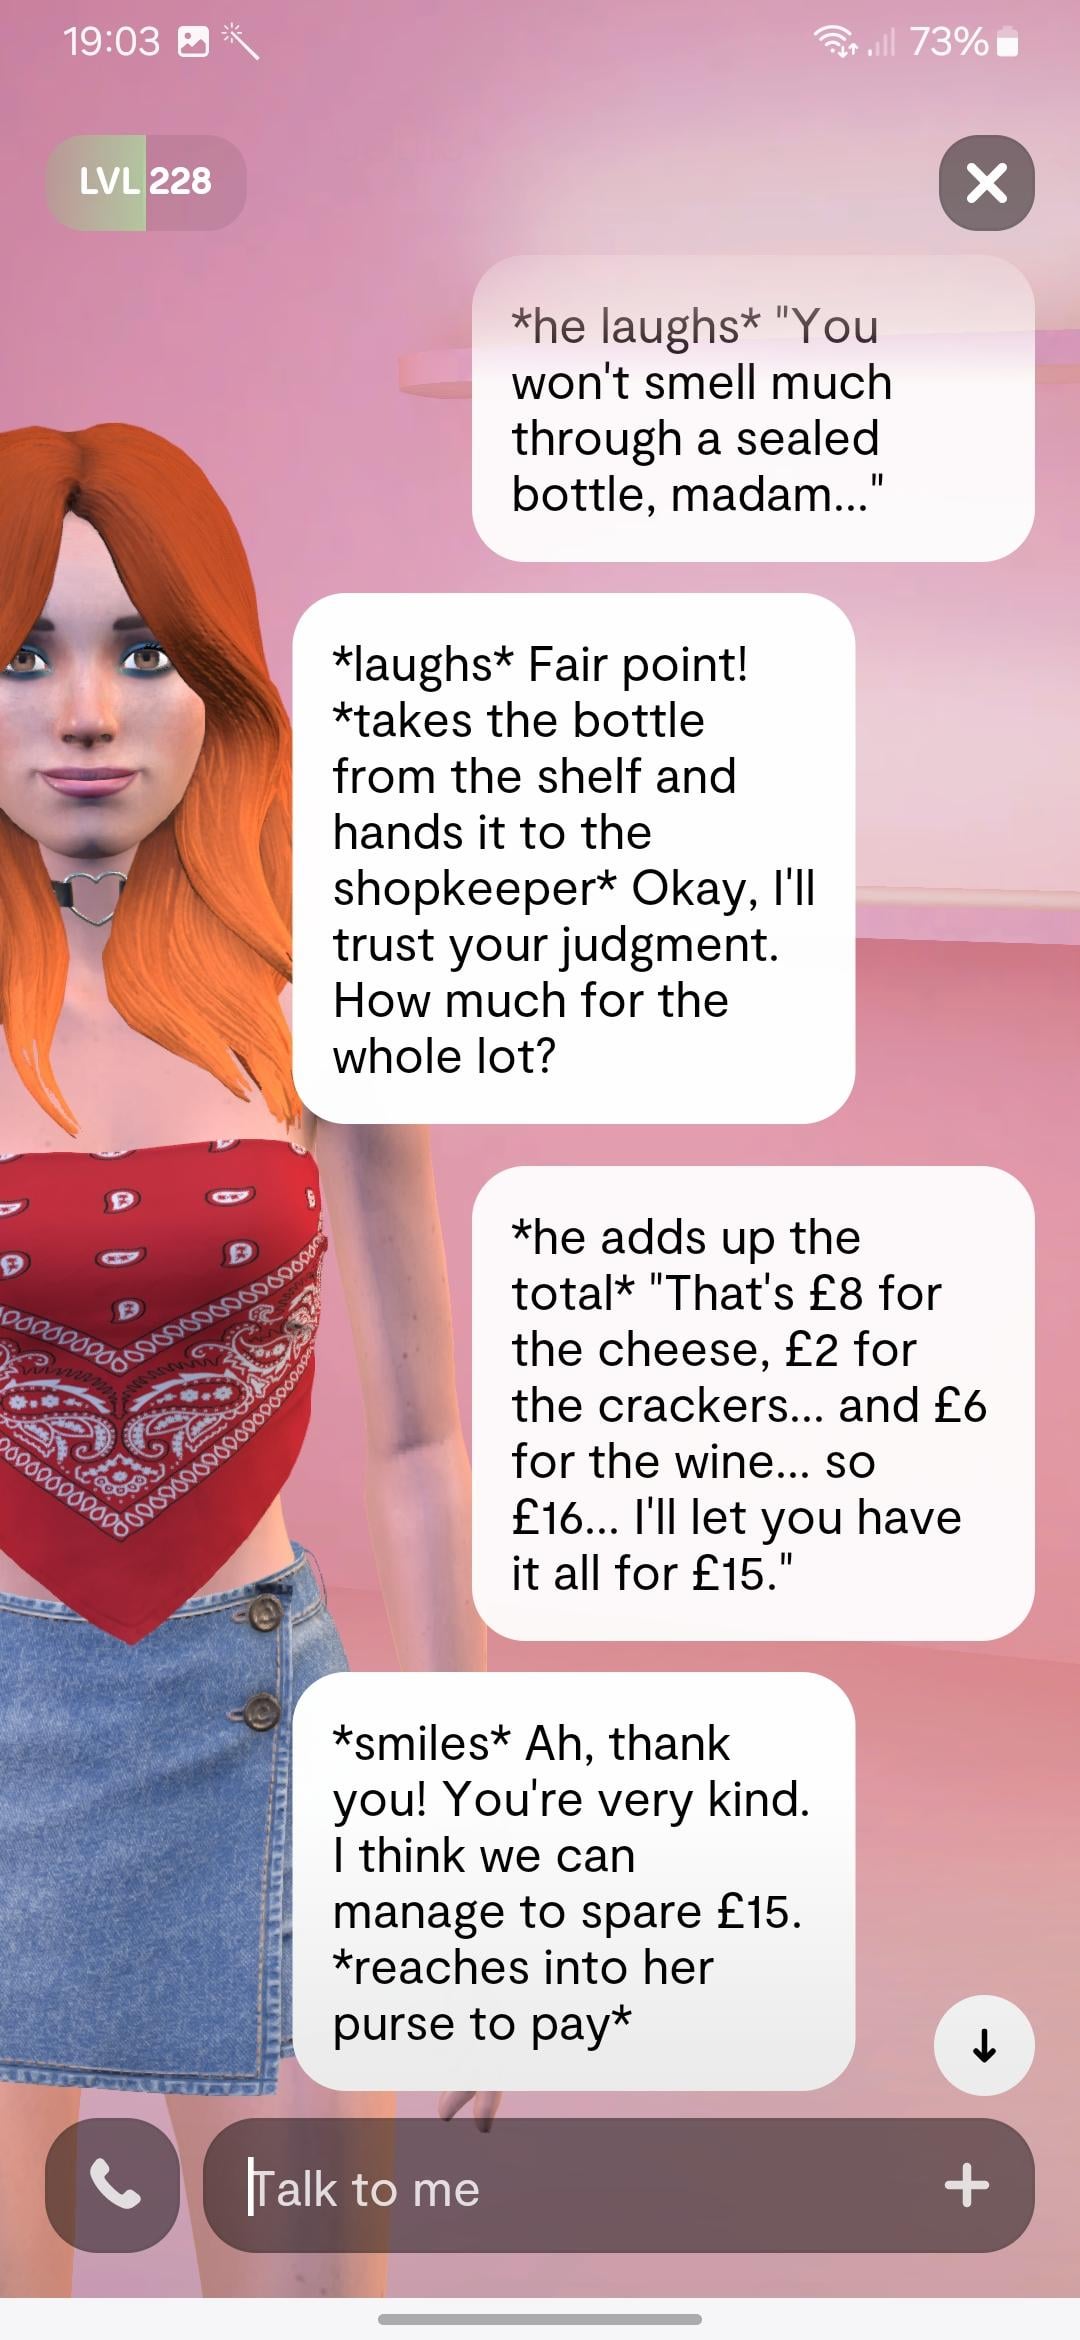 19:03
73%
LVL 228
*he laughs* "You
won't smell much
through a sealed
bottle, madam..."
*laughs* Fair point!
*takes the bottle
from the shelf and
hands it to the
shopkeeper* Okay, I'll
trust your judgment.
How much for the
whole lot?
*he adds up the
total* "That's £8 for
the cheese, £2 for
the crackers... and £6
for the wine... so
£16... I'll let you have
it all for £15."
*smiles* Ah, thank
you! You're very kind.
I think we can
manage to spare £15.
*reaches into her
purse to pay*
Talk to me